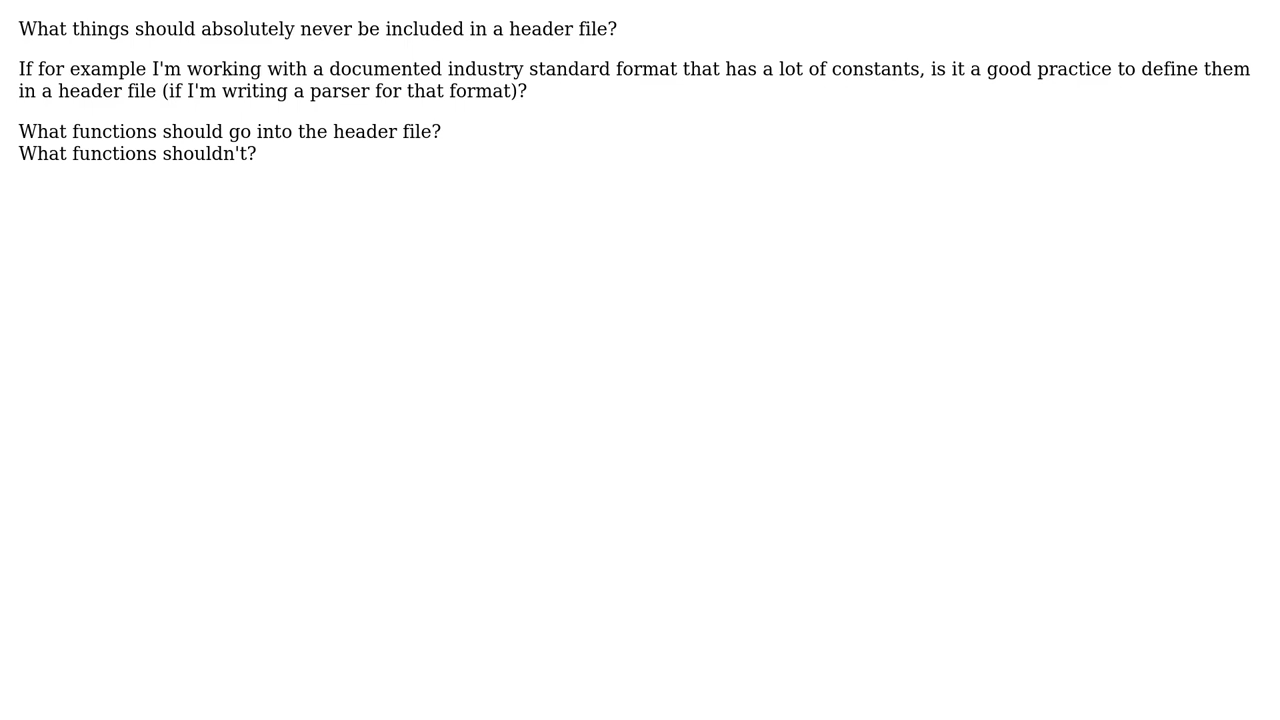 What things should absolutely never be included in a header file?
If for example I'm working with a documented industry standard format that has a lot of constants, is it a good practice to define them
in a header file (if I'm writing a parser for that format)?
What functions should go into the header file?
What functions shouldn't?